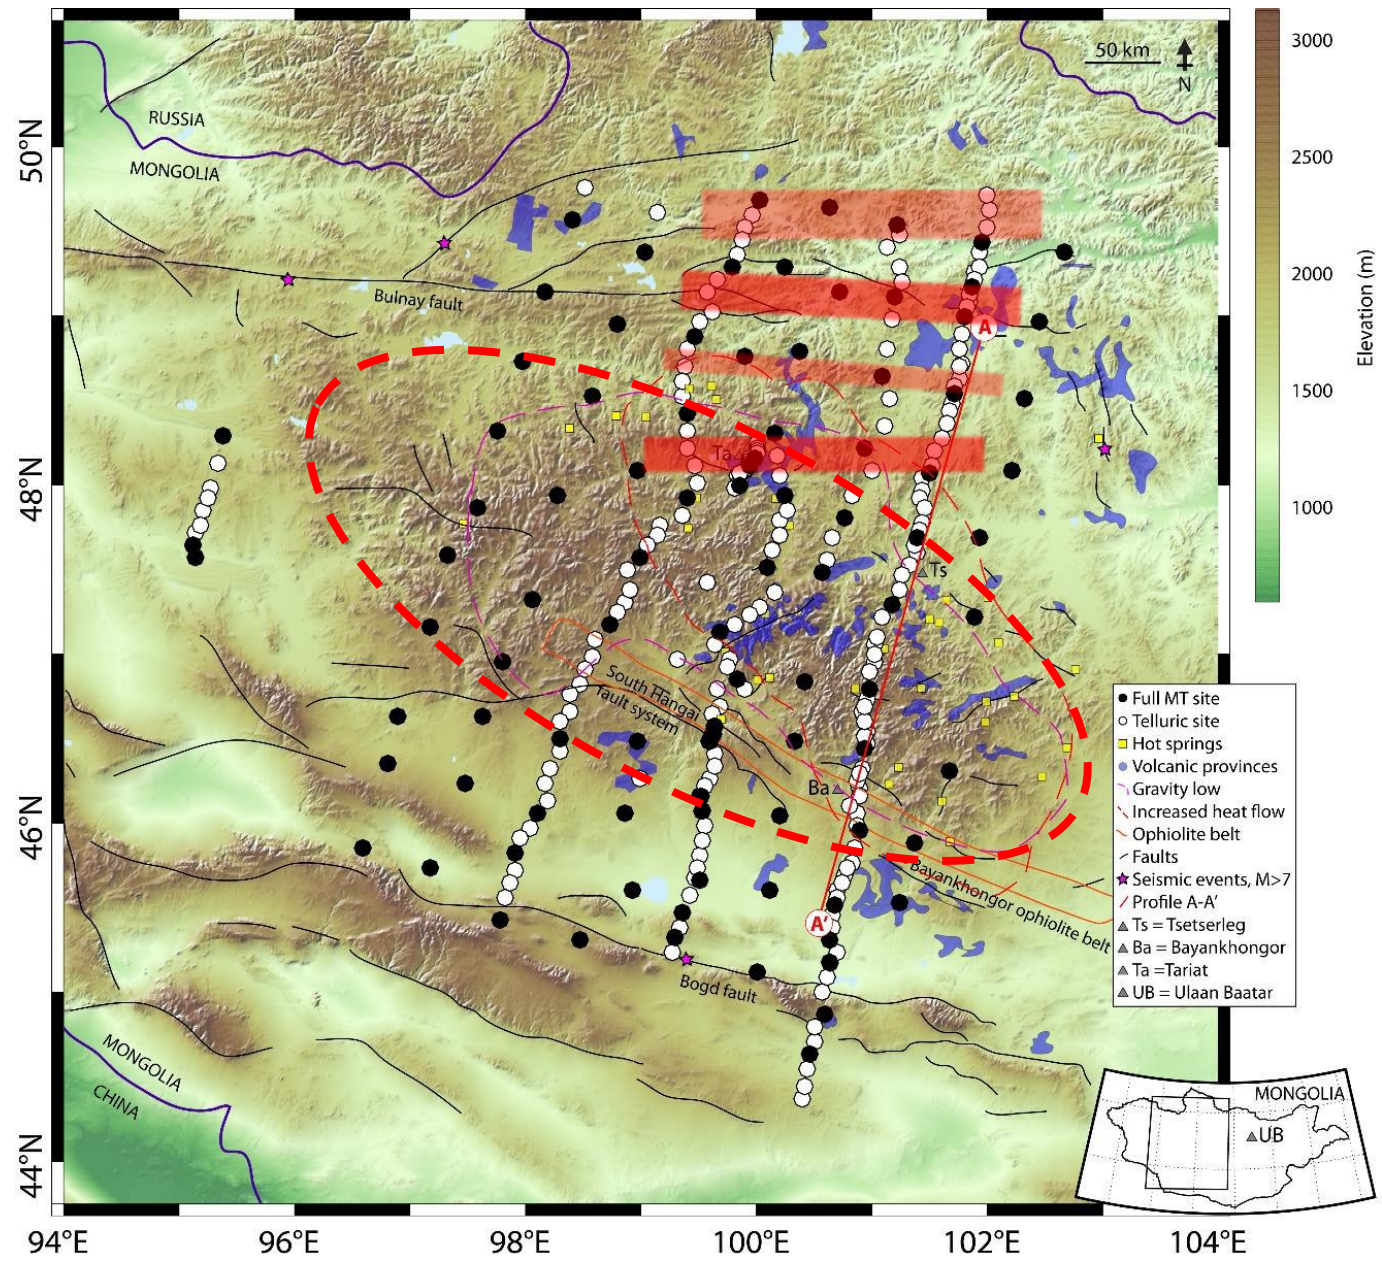 50 km
N
RUSSIA
MONGOLIA
50°N
48°N
46°N
44°N
Bulnay fault
A
Ta
Ts
South Hangai
fault system
Ba
Bayankhongor ophiolite belt
A'
Bogd fault
MONGOLIA
CHINA
94°E
96°E
98°E
100°E
102°E
104°E
3000
2500
2000
1500
1000
Elevation (m)
Full MT site
Telluric site
Hot springs
Volcanic provinces
Gravity low
Increased heat flow
Ophiolite belt
Faults
Seismic events, M>7
Profile A-A'
Ts = Tsetserleg
Ba = Bayankhongor
Ta =Tariat
UB = Ulaan Baatar
MONGOLIA
UB